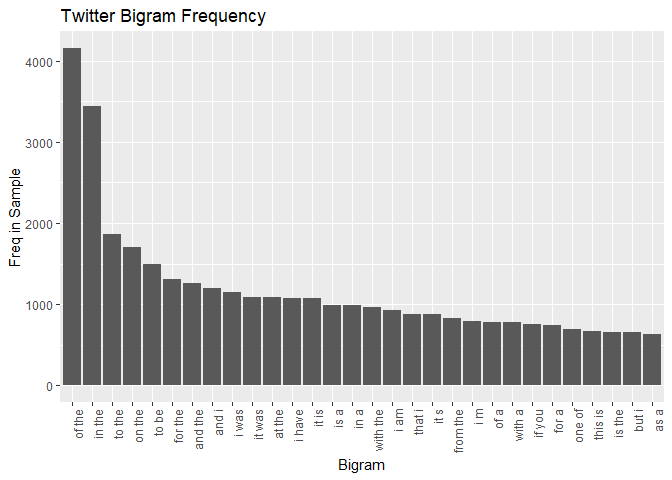 Twitter Bigram Frequency
Freq in Sample
4000
3000
2000
1000
0
of the
in the
to the
on the
to be
for the
and the
and i
i was
it was
at the
i have
it is
is a
in a
with the
i am
that i
it s
from the
i m
of a
with a
if you
for a
one of
this is
is the
but i
as a
Bigram